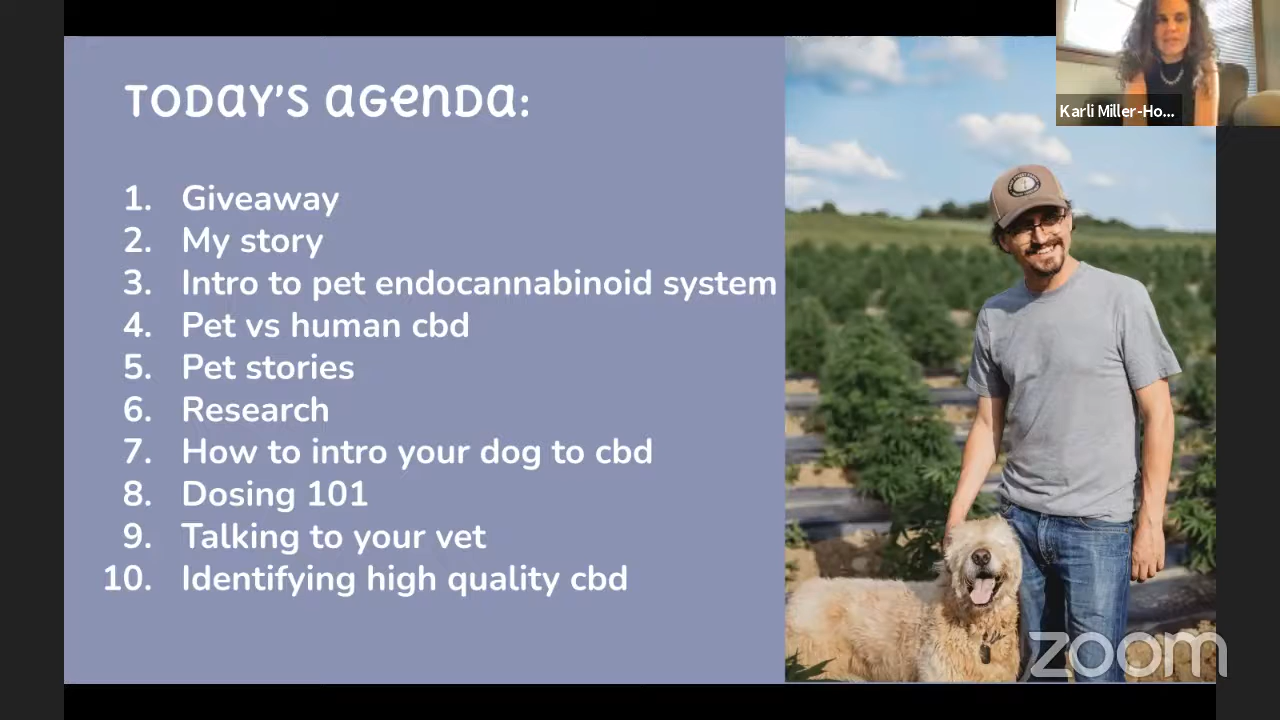 TODAY'S AGENDA:
1. Giveaway
2. My story
3. Intro to pet endocannabinoid system
4. Pet vs human cbd
5. Pet stories
6. Research
7. How to intro your dog to cbd
8. Dosing 101
9. Talking to your vet
10. Identifying high quality cbd
Karli Miller-Ho...
zoom